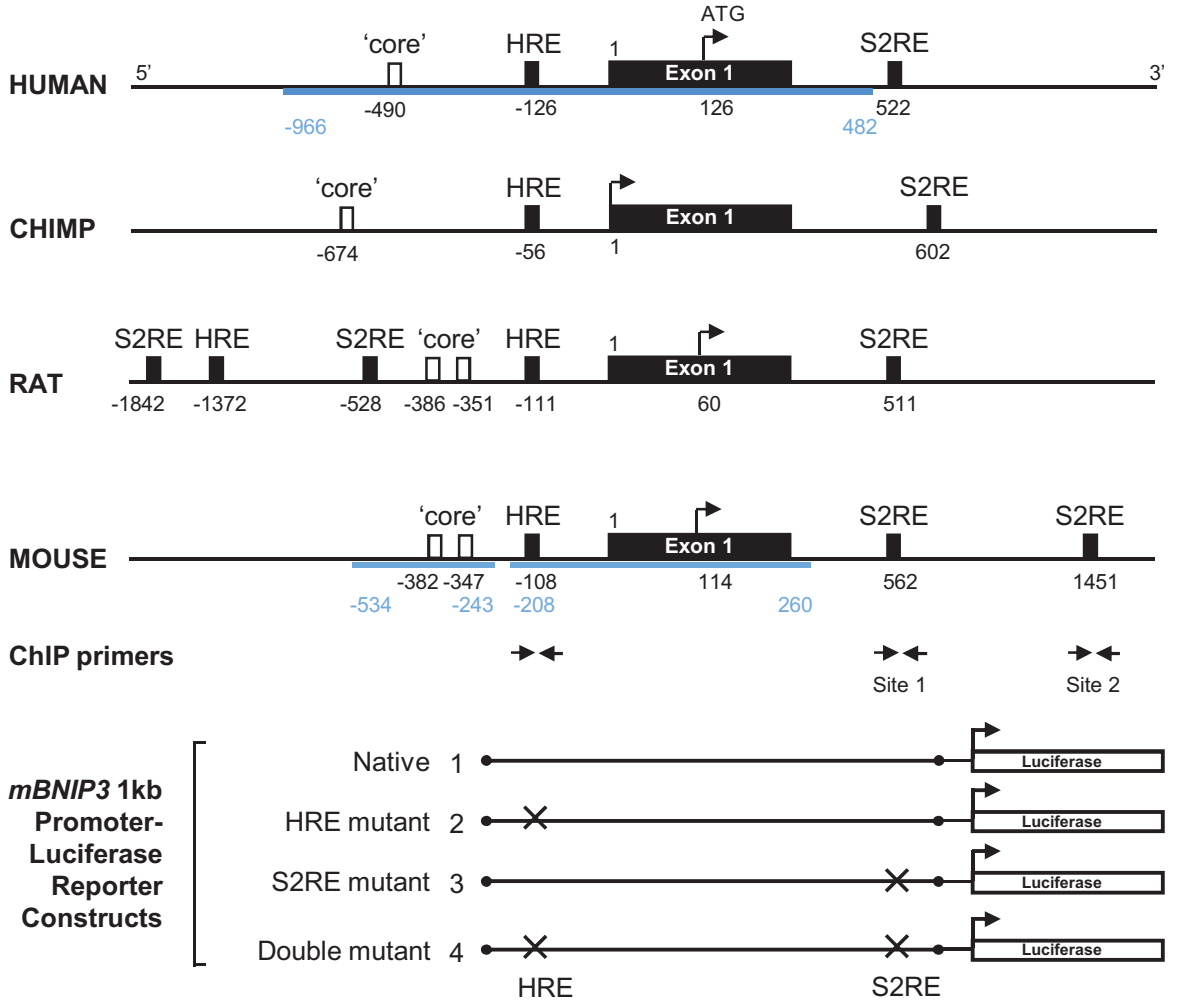 ATG
‘core’ HRE 1 S2RE
HUMAN 5’ Exon 1 3’
-490 -126 126 522
-966 482
‘core’ HRE S2RE
CHIMP Exon 1
-674 -56 1 602
S2RE HRE S2RE ‘core’ HRE 1 S2RE
RAT Exon 1
-1842 -1372 -528 -386 -351 -111 60 511
‘core’ HRE 1 S2RE S2RE
MOUSE Exon 1
-382 -347 -108 114 562 1451
-534 -243 -208 260
ChIP primers
Site 1 Site 2
mBNIP3 1kb
Promoter-
Luciferase
Reporter
Constructs
Native 1 Luciferase
HRE mutant 2 Luciferase
S2RE mutant 3 Luciferase
Double mutant 4 Luciferase
HRE S2RE